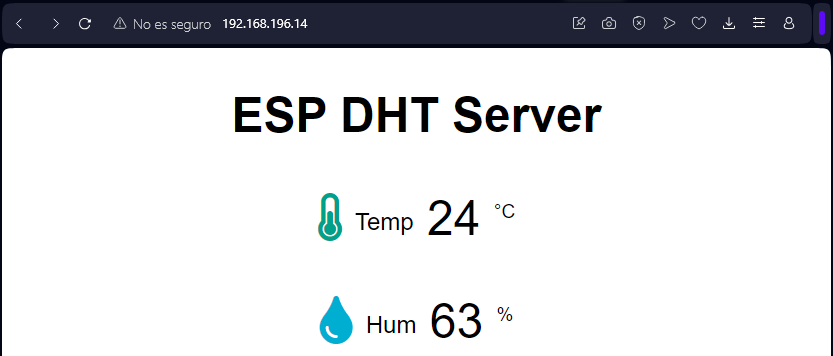 No es seguro 192.168.196.14
ESP DHT Server
Temp 24 °C
Hum 63 %